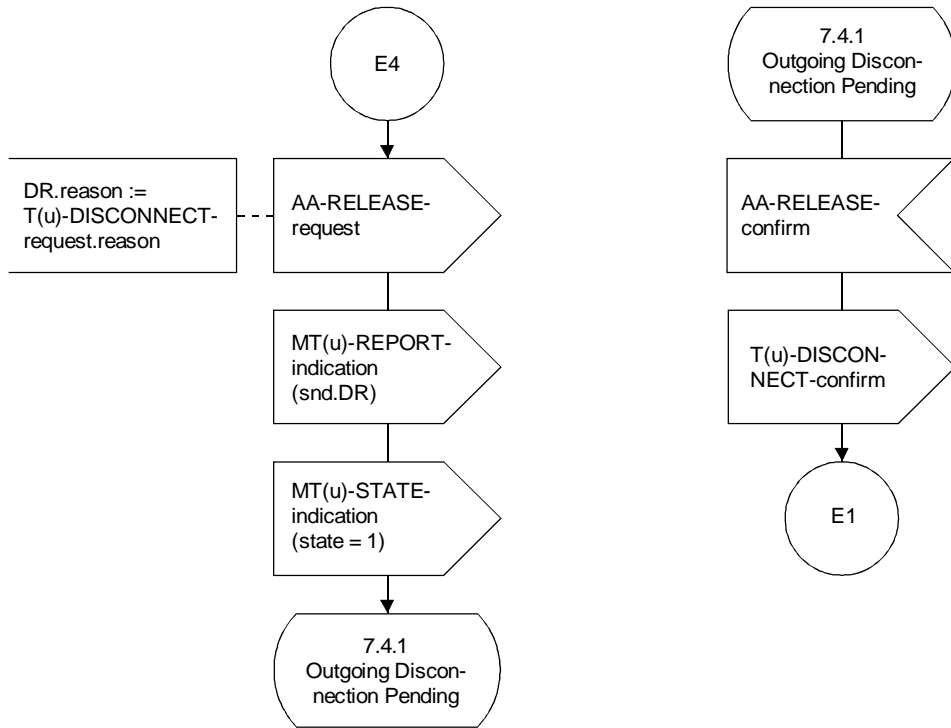 E4
DR.reason :=
T(u)-DISCONNECT-
request.reason
AA-RELEASE-
request
MT(u)-REPORT-
indication
(snd.DR)
MT(u)-STATE-
indication
(state = 1)
7.4.1
Outgoing Discon-
nection Pending
7.4.1
Outgoing Discon-
nection Pending
AA-RELEASE-
confirm
T(u)-DISCON-
NECT-confirm
E1